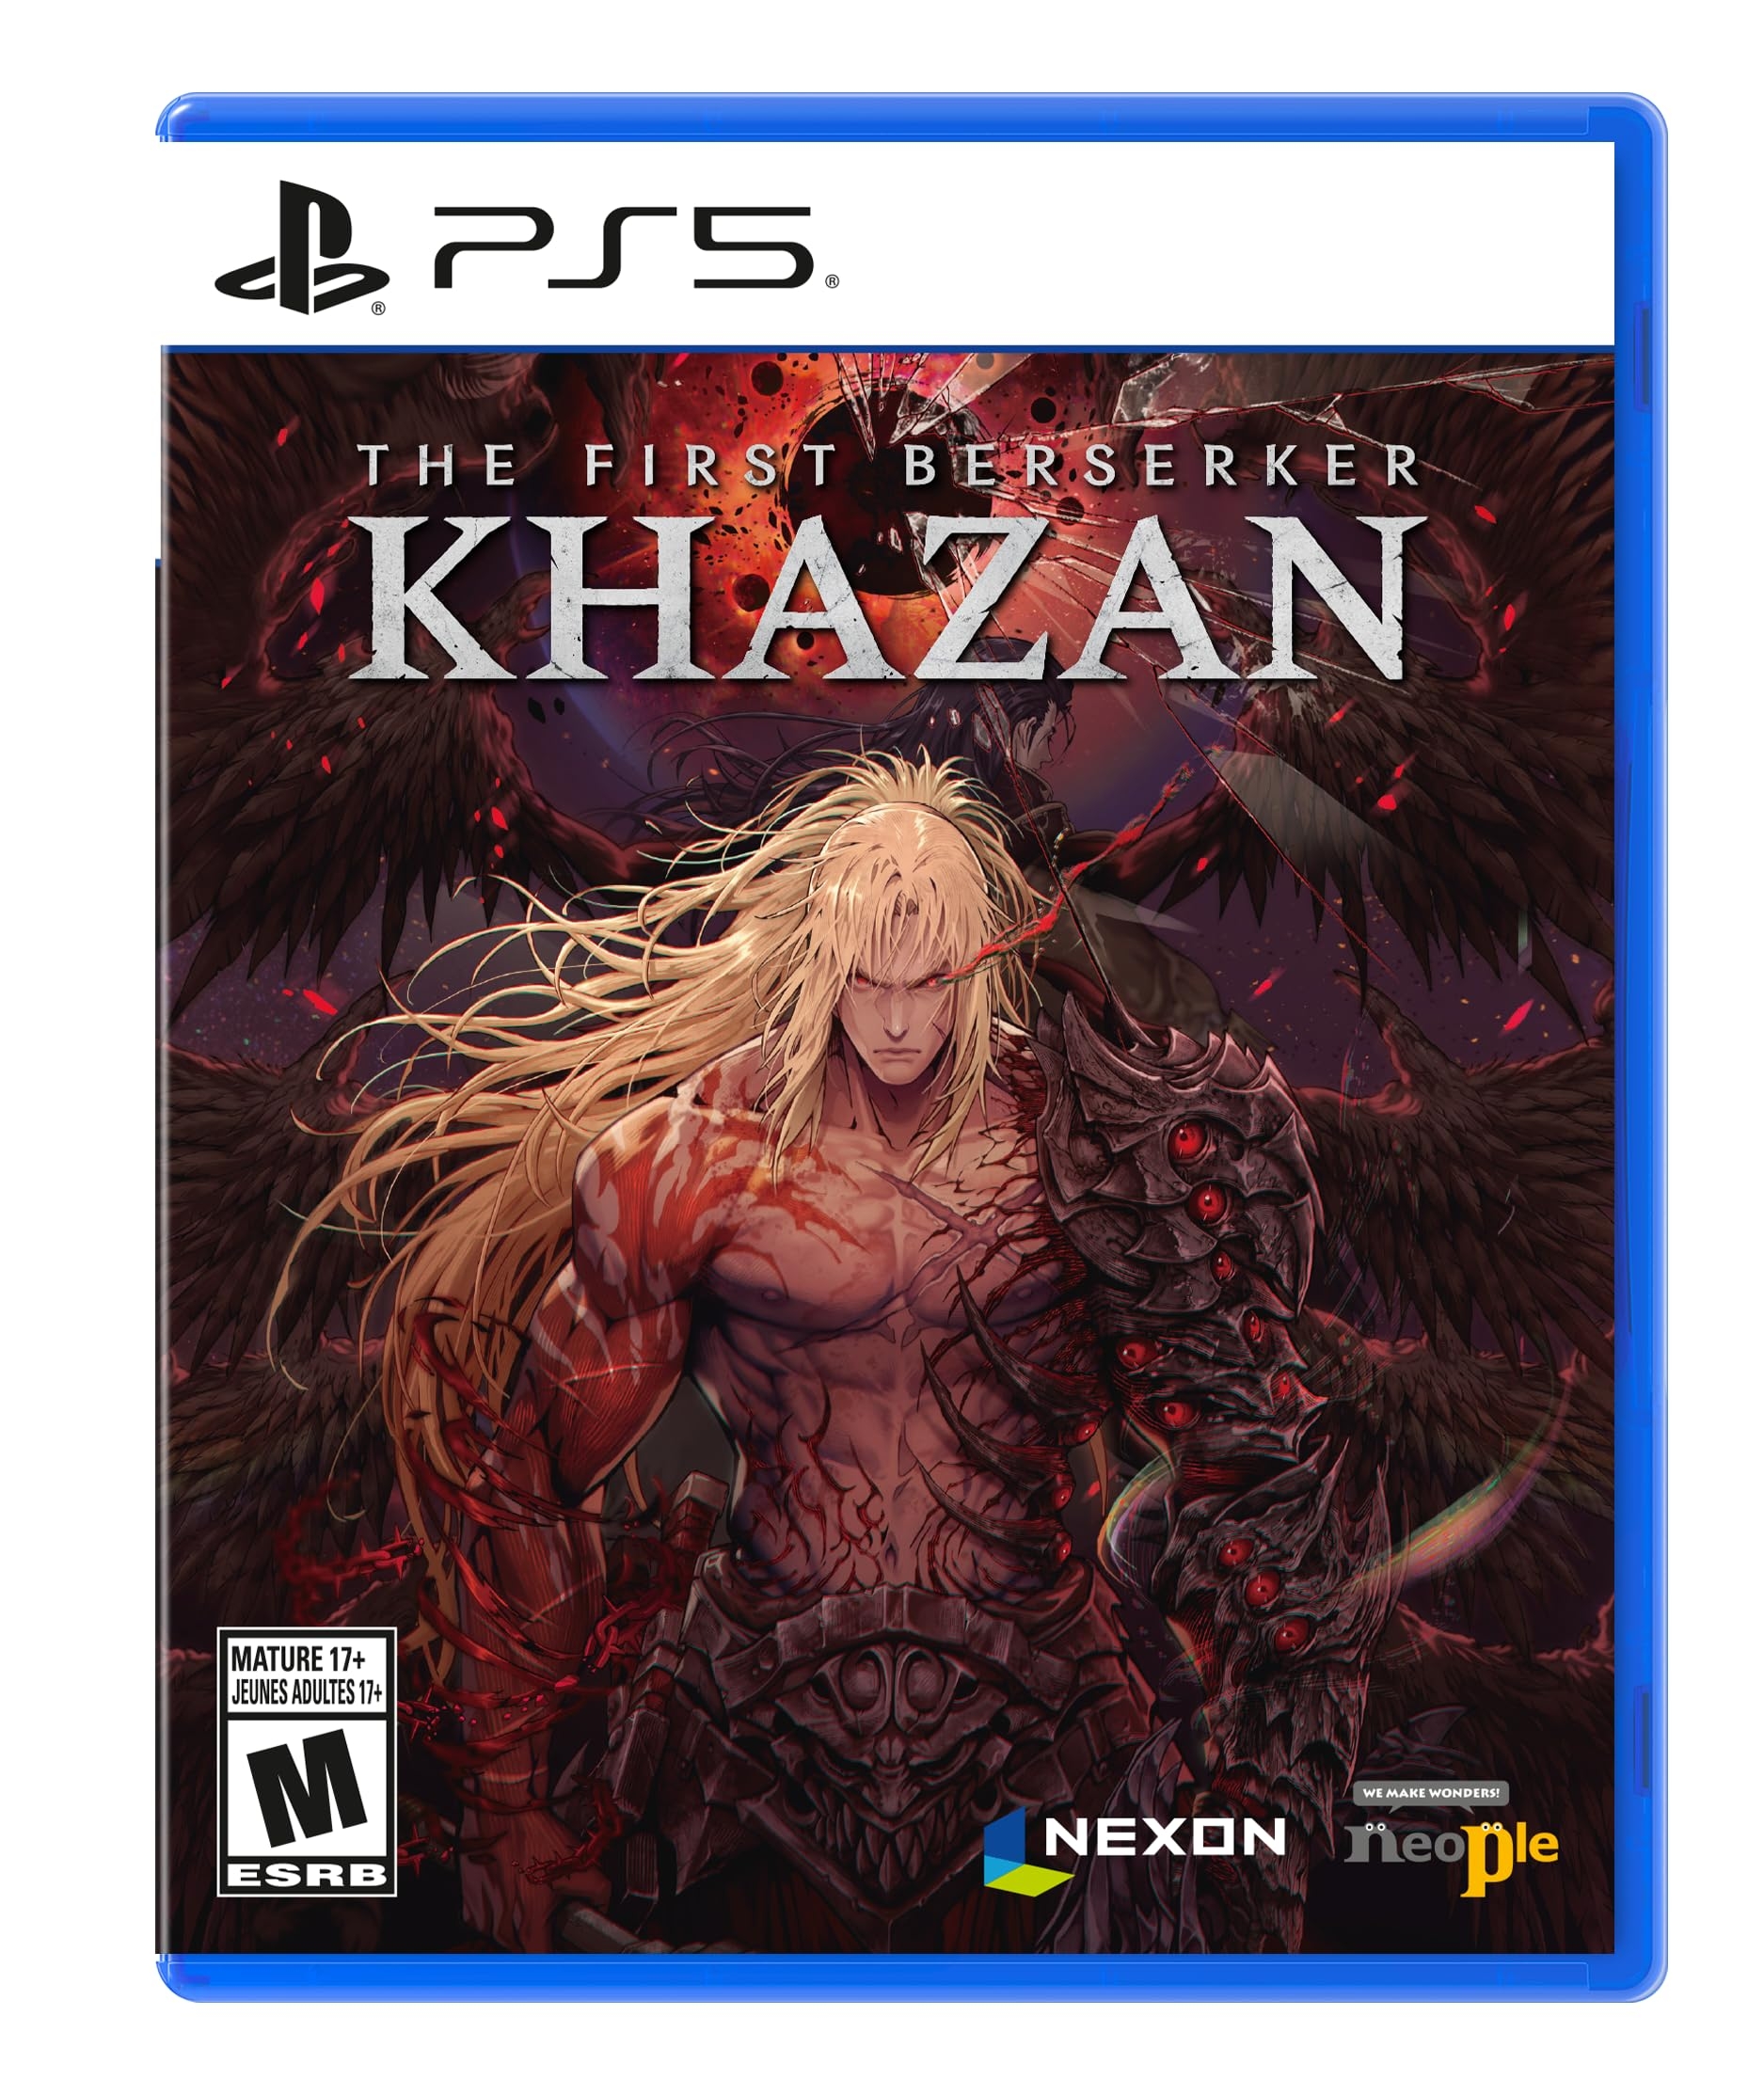 PS5®
®
THE FIRST BERSERKER
KHAZAN
MATURE 17+
JEUNES ADULTES 17+
M
ESRB
NEXON
WE MAKE WONDERS!
neople